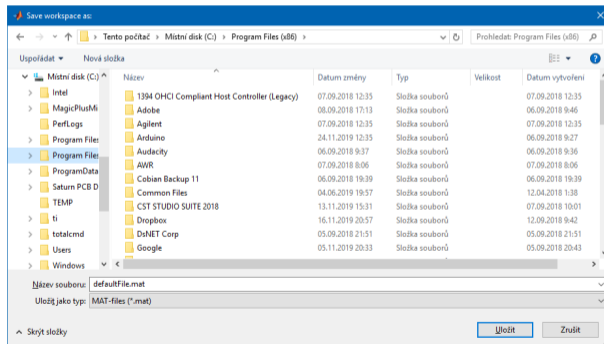 Save workspace as:
Tento počítač > Místní disk (C:) > Program Files (x86) >
Prohledat: Program Files (x86)
Uspořádat
Nová složka
Místní disk (C:)
Intel
MagicPlusMi
PerfLogs
Program Files
Program Files
ProgramData
Saturn PCB D
TEMP
ti
totalcmd
Users
Windows
Název Datum změny Typ Velikost Datum vytvoření
1394 OHCI Compliant Host Controller (Legacy) 07.09.2018 12:35 Složka souborů 07.09.2018 12:35
Adobe 08.09.2018 17:13 Složka souborů 06.09.2018 9:46
Agilent 07.09.2018 12:35 Složka souborů 07.09.2018 12:35
Arduino 24.11.2019 12:35 Složka souborů 06.09.2018 9:27
Audacity 06.09.2018 9:37 Složka souborů 06.09.2018 9:36
AWR 07.09.2018 8:06 Složka souborů 07.09.2018 8:06
Cobian Backup 11 06.09.2018 19:39 Složka souborů 06.09.2018 19:39
Common Files 04.06.2019 19:57 Složka souborů 12.04.2018 1:38
CST STUDIO SUITE 2018 13.11.2019 15:31 Složka souborů 07.09.2018 10:01
Dropbox 16.11.2019 20:57 Složka souborů 12.09.2018 9:42
DsNET Corp 05.09.2018 21:51 Složka souborů 05.09.2018 21:51
Google 05.11.2019 20:33 Složka souborů 05.09.2018 20:43
Název souboru: defaultFile.mat
Uložit jako typ: MAT-files (*.mat)
Skrýt složky
Uložit
Zrušit